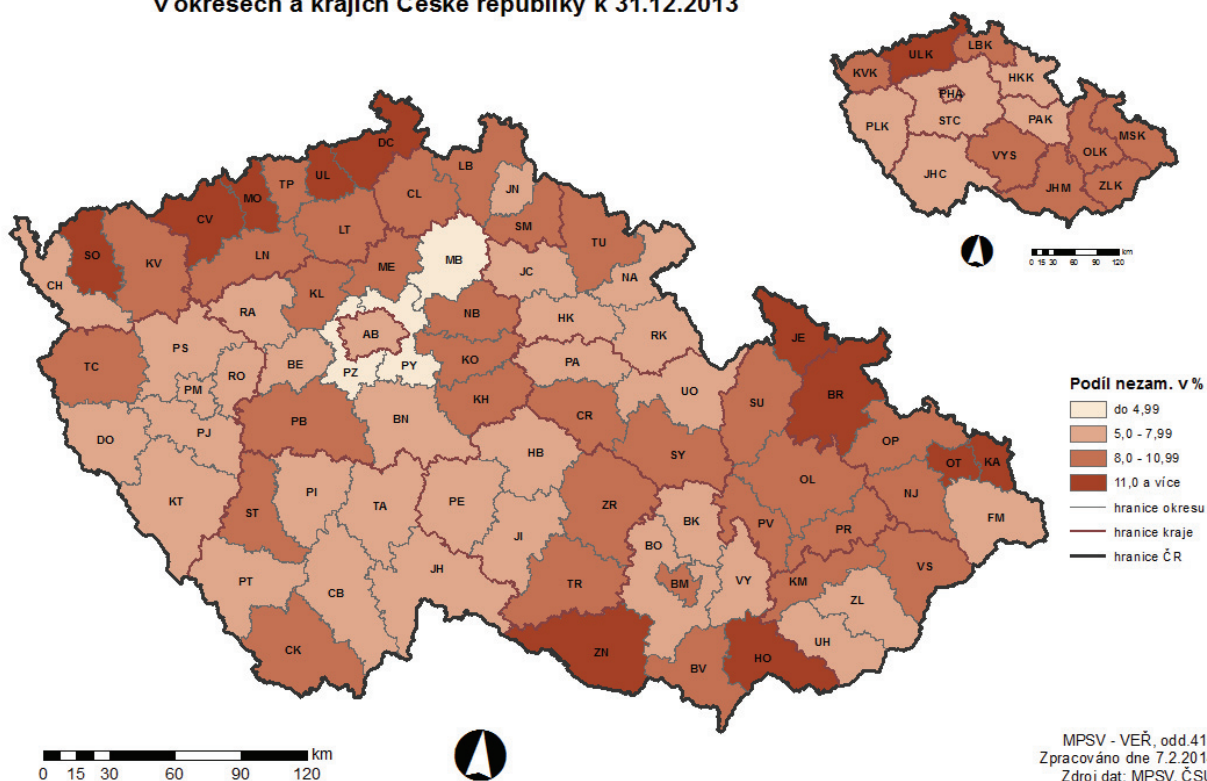 v okresech a krajích České republiky k 31.12.2013
ULK
LBK
KVK
HKK
PHA
PLK
STC
PAK
MSK
VYS
OLK
JHC
JHM
ZLK
0 15 30 60 90 120 km
DC
UL
LB
TP
MO
CL
JN
CV
SO
LT
SM
TU
KV
LN
ME
MB
CH
JC
NA
KL
RA
NB
HK
AB
RK
JE
PS
KO
PA
TC
BE
PZ
PY
RO
PM
UO
SU
BR
KH
CR
PB
BN
PJ
DO
OP
HB
SY
OT
KA
OL
KT
PI
TA
PE
ZR
NJ
ST
BK
PV
PR
FM
JI
BO
JH
VS
PT
TR
BM
VY
KM
CB
ZL
UH
CK
ZN
HO
BV
Podíl nezam. v %
do 4,99
5,0 - 7,99
8,0 - 10,99
11,0 a více
hranice okresu
hranice kraje
hranice ČR
0 15 30 60 90 120 km
MPSV - VEŘ, odd.41
Zpracováno dne 7.2.201
Zdroj dat: MPSV, ČSÚ